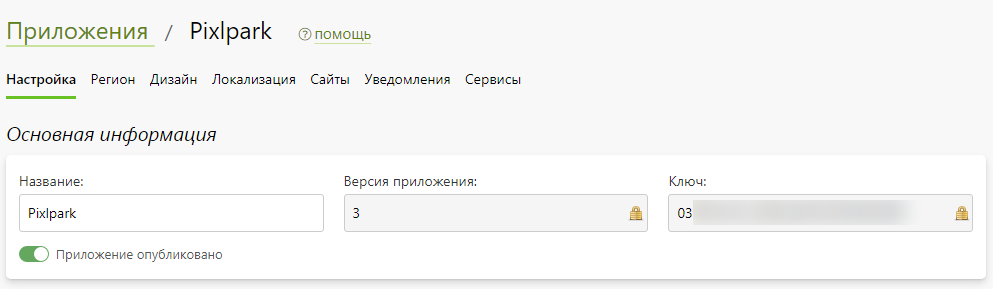 Приложения / Pixlpark помощь
Настройка Регион Дизайн Локализация Сайты Уведомления Сервисы
Основная информация
Название: Версия приложения: Ключ:
Pixlpark 3 03
Приложение опубликовано